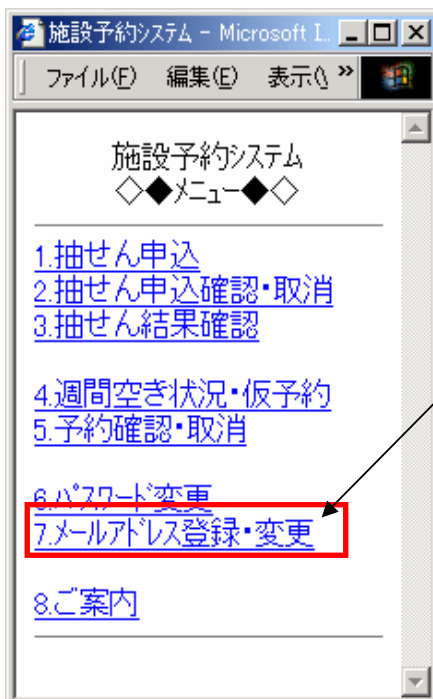 施設予約システム - Microsoft I...
ファイル(F) 編集(E) 表示(V) »
施設予約システム
◇◆メニュー◆◇
1.抽せん申込
2.抽せん申込確認・取消
3.抽せん結果確認
4.週間空き状況・仮予約
5.予約確認・取消
6.パスワード変更
7.メールアドレス登録・変更
8.ご案内